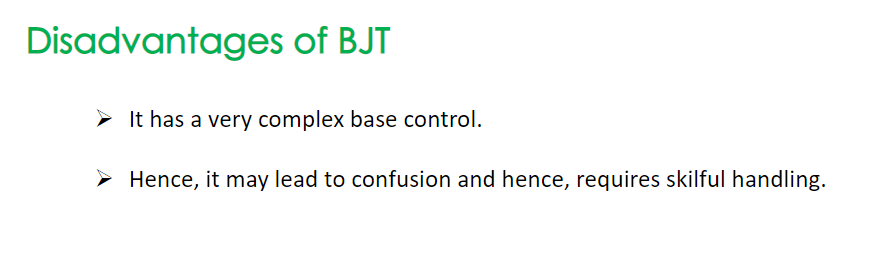 Disadvantages of BJT
➢ It has a very complex base control.
➢ Hence, it may lead to confusion and hence, requires skilful handling.